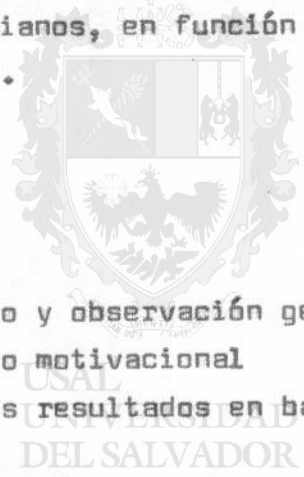 ianos, en función
.
o y observación ge
o motivacional
USAL
s resultados en ba
UNIVERSIDAD
DEL SALVADOR